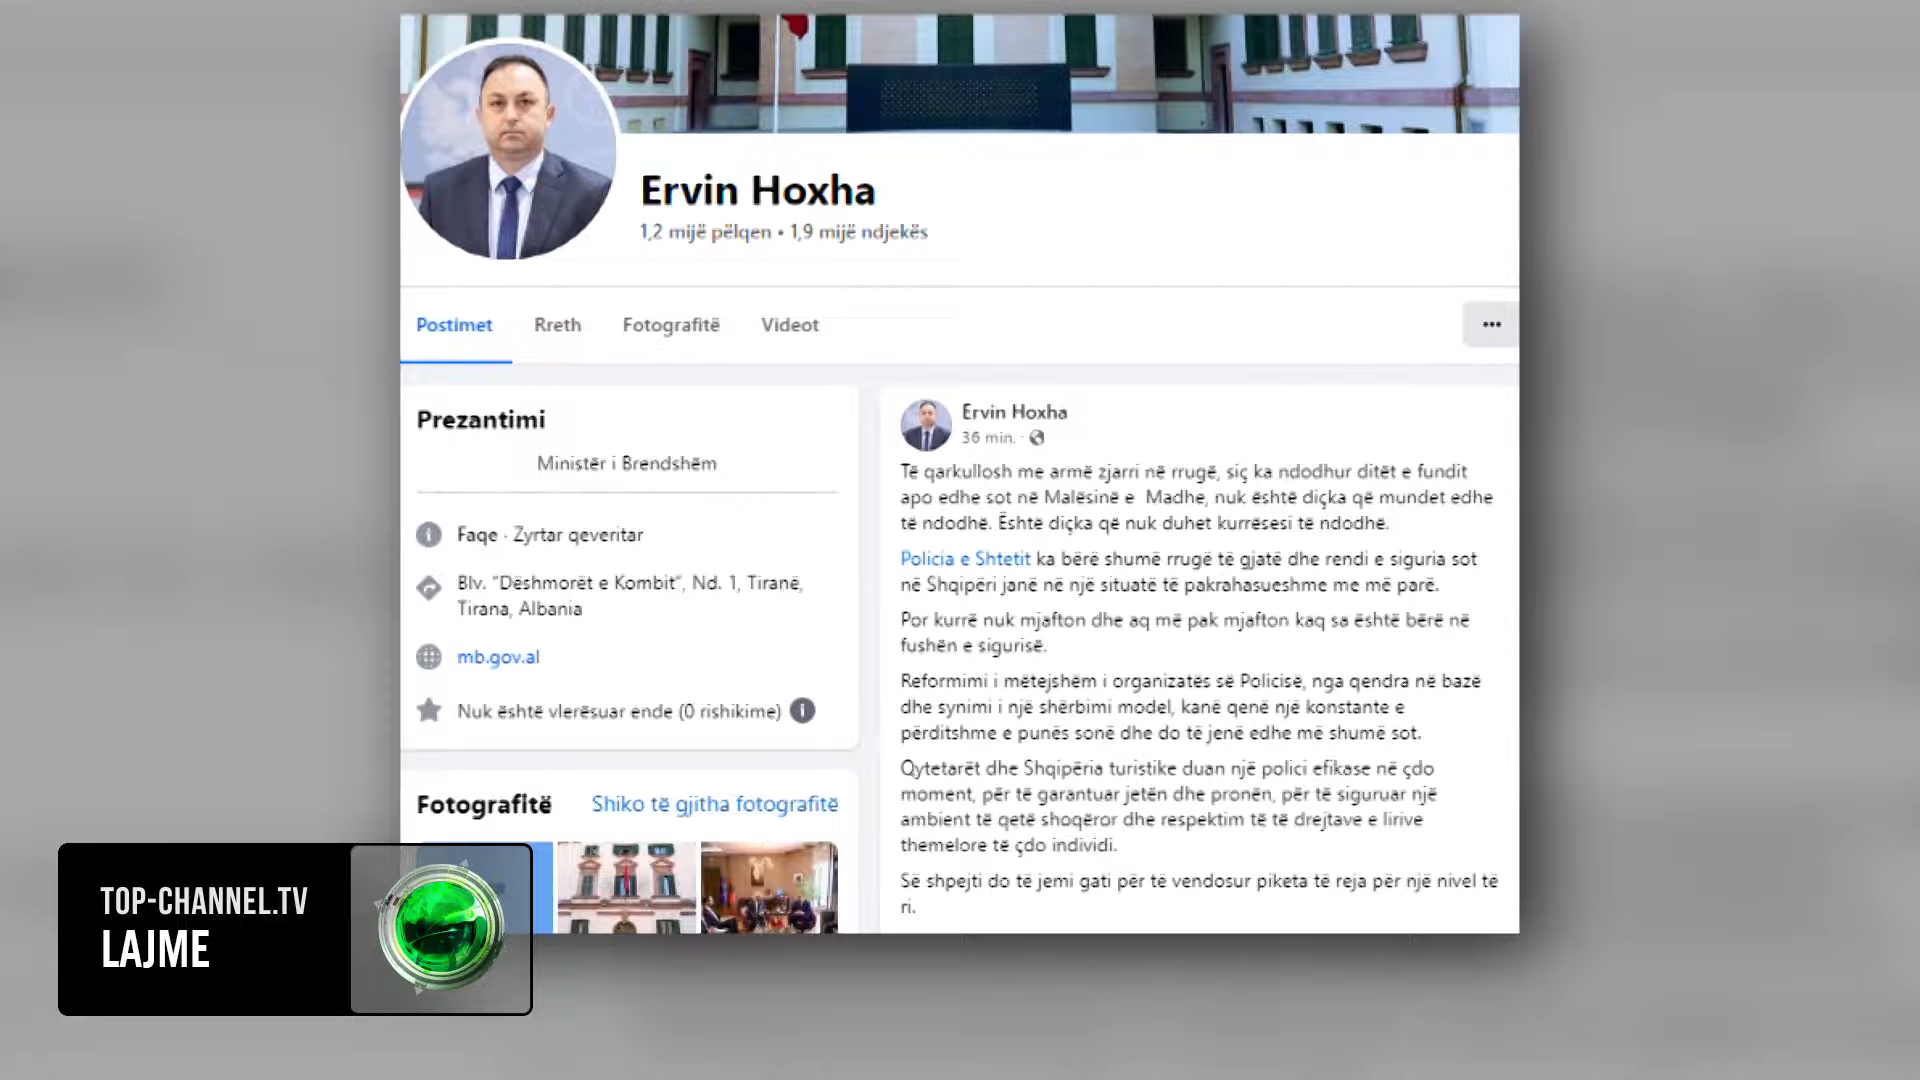 Ervin Hoxha
1,2 mijë pëlqen • 1,9 mijë ndjekës
Postimet
Rreth
Fotografitë
Videot
Prezantimi
Ministër i Brendshëm
Faqe · Zyrtar qeveritar
Blv. "Dëshmorët e Kombit", Nd. 1, Tiranë,
Tirana, Albania
mb.gov.al
Nuk është vlerësuar ende (0 rishikime)
Fotografitë
Shiko të gjitha fotografitë
Ervin Hoxha
36 min. ·
Të qarkullosh me armë zjarri në rrugë, siç ka ndodhur ditët e fundit
apo edhe sot në Malësinë e Madhe, nuk është diçka që mundet edhe
të ndodhë. Është diçka që nuk duhet kurrësesi të ndodhë.
Policia e Shtetit ka bërë shumë rrugë të gjatë dhe rendi e siguria sot
në Shqipëri janë në një situatë të pakrahasueshme me më parë.
Por kurrë nuk mjafton dhe aq më pak mjafton kaq sa është bërë në
fushën e sigurisë.
Reformimi i mëtejshëm i organizatës së Policisë, nga qendra në bazë
dhe synimi i një shërbimi model, kanë qenë një konstante e
përditshme e punës sonë dhe do të jenë edhe më shumë sot.
Qytetarët dhe Shqipëria turistike duan një polici efikase në çdo
moment, për të garantuar jetën dhe pronën, për të siguruar një
ambient të qetë shoqëror dhe respektim të të drejtave e lirive
themelore të çdo individi.
Së shpejti do të jemi gati për të vendosur piketa të reja për një nivel të
ri.
TOP-CHANNEL.TV
LAJME